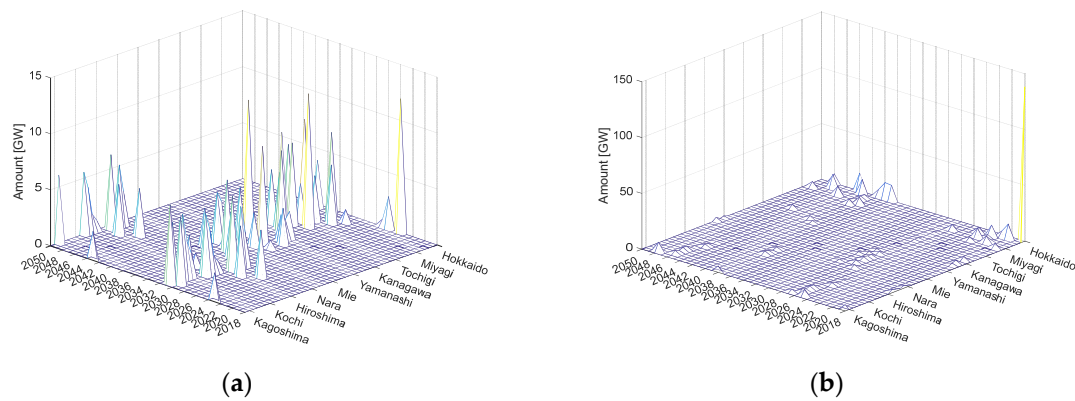 15
10
5
0
Amount [GW]
2050
2048
2046
2044
2042
2040
2038
2036
2034
2032
2030
2028
2026
2024
2022
2020
2018
Kagoshima
Kochi
Hiroshima
Nara
Mie
Yamanashi
Kanagawa
Tochigi
Miyagi
Hokkaido
(a)
150
100
50
0
Amount [GW]
2050
2048
2046
2044
2042
2040
2038
2036
2034
2032
2030
2028
2026
2024
2022
2020
2018
Kagoshima
Kochi
Hiroshima
Nara
Mie
Yamanashi
Kanagawa
Tochigi
Miyagi
Hokkaido
(b)